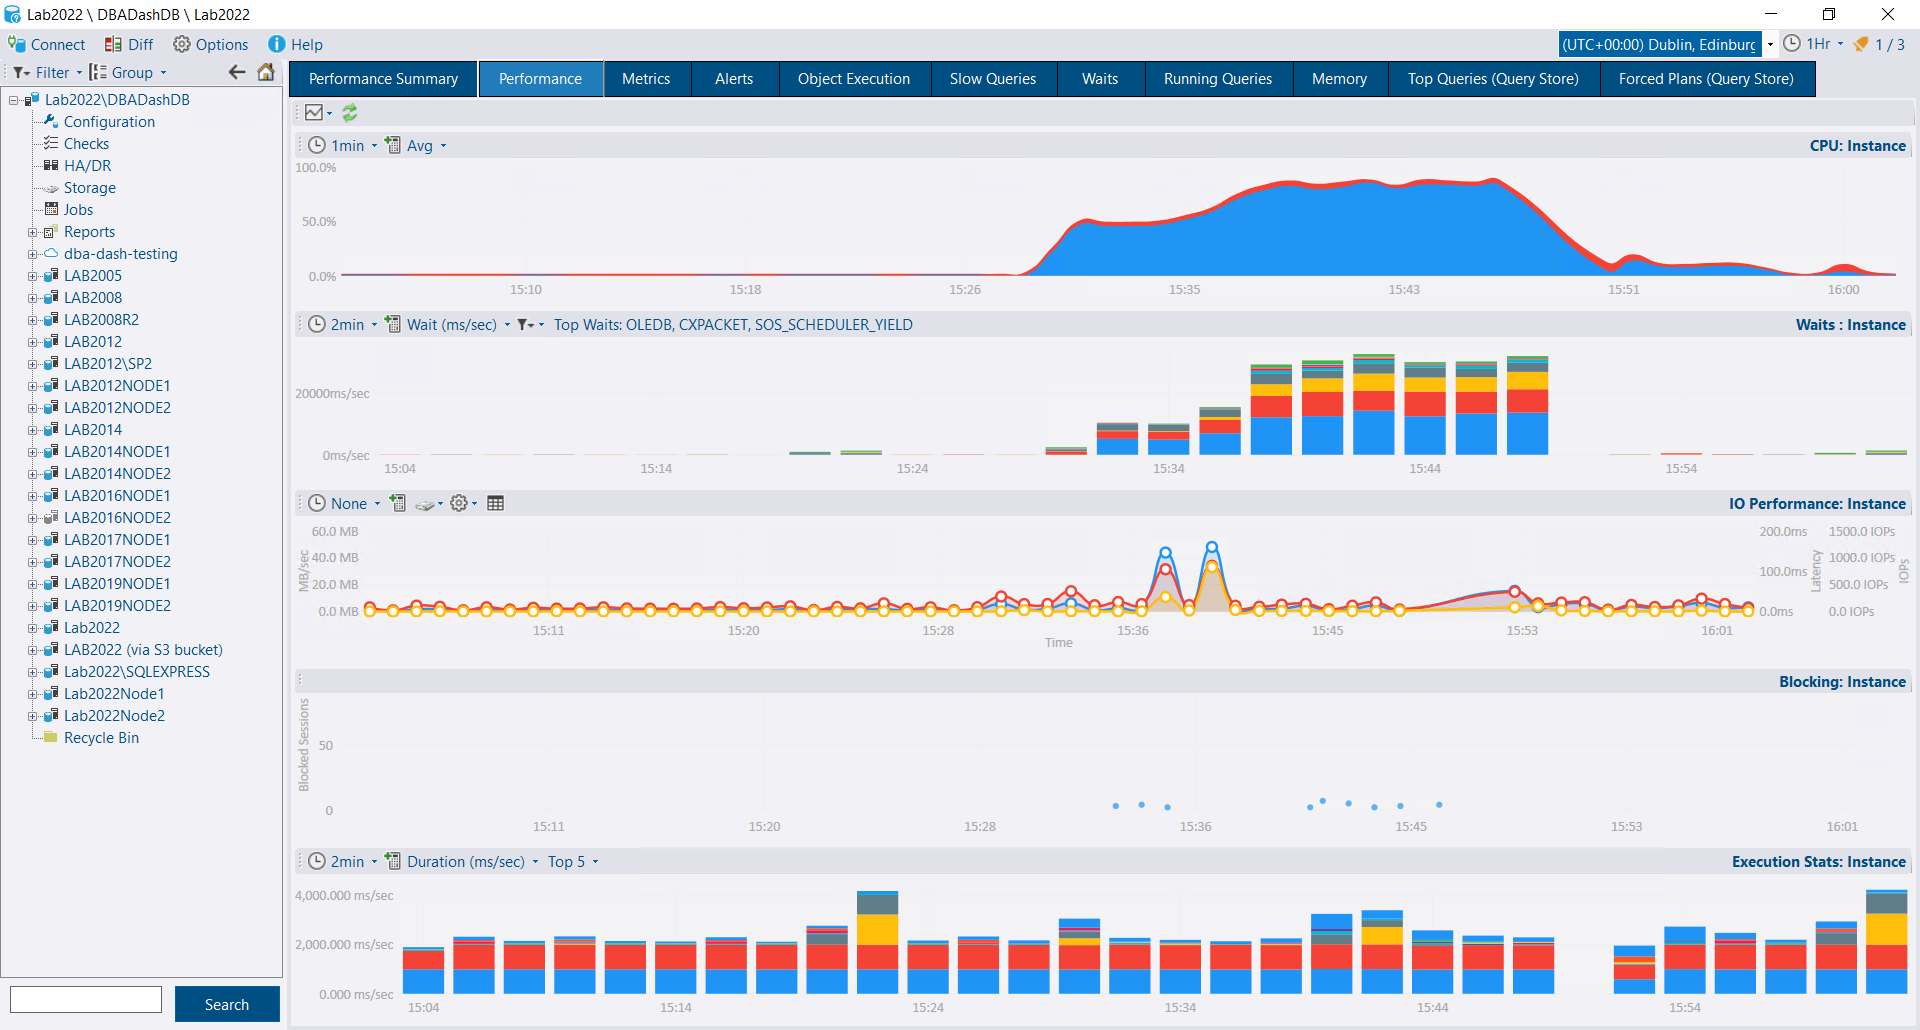 Lab2022 \ DBADashDB \ Lab2022
Connect Diff Options Help
(UTC+00:00) Dublin, Edinburg 1Hr 1 / 3
Filter Group
Lab2022\DBADashDB
Configuration
Checks
HA/DR
Storage
Jobs
Reports
dba-dash-testing
LAB2005
LAB2008
LAB2008R2
LAB2012
LAB2012\SP2
LAB2012NODE1
LAB2012NODE2
LAB2014
LAB2014NODE1
LAB2014NODE2
LAB2016NODE1
LAB2016NODE2
LAB2017NODE1
LAB2017NODE2
LAB2019NODE1
LAB2019NODE2
Lab2022
LAB2022 (via S3 bucket)
Lab2022\SQLEXPRESS
Lab2022Node1
Lab2022Node2
Recycle Bin
Search
Performance Summary Performance Metrics Alerts Object Execution Slow Queries Waits Running Queries Memory Top Queries (Query Store) Forced Plans (Query Store)
1min Avg CPU: Instance
100.0%
50.0%
0.0%
15:10 15:18 15:26 15:35 15:43 15:51 16:00
2min Wait (ms/sec) Top Waits: OLEDB, CXPACKET, SOS_SCHEDULER_YIELD Waits : Instance
20000ms/sec
0ms/sec
15:04 15:14 15:24 15:34 15:44 15:54
None IO Performance: Instance
60.0 MB 200.0ms 1500.0 IOPs
40.0 MB 1000.0 IOPs
100.0ms
20.0 MB 500.0 IOPs
0.0 MB 0.0ms 0.0 IOPs
MB/sec
Latency
IOPs
15:11 15:20 15:28 15:36 15:45 15:53 16:01
Time
Blocking: Instance
Blocked Sessions
50
0
15:11 15:20 15:28 15:36 15:45 15:53 16:01
2min Duration (ms/sec) Top 5 Execution Stats: Instance
4,000.000 ms/sec
2,000.000 ms/sec
0.000 ms/sec
15:04 15:14 15:24 15:34 15:44 15:54